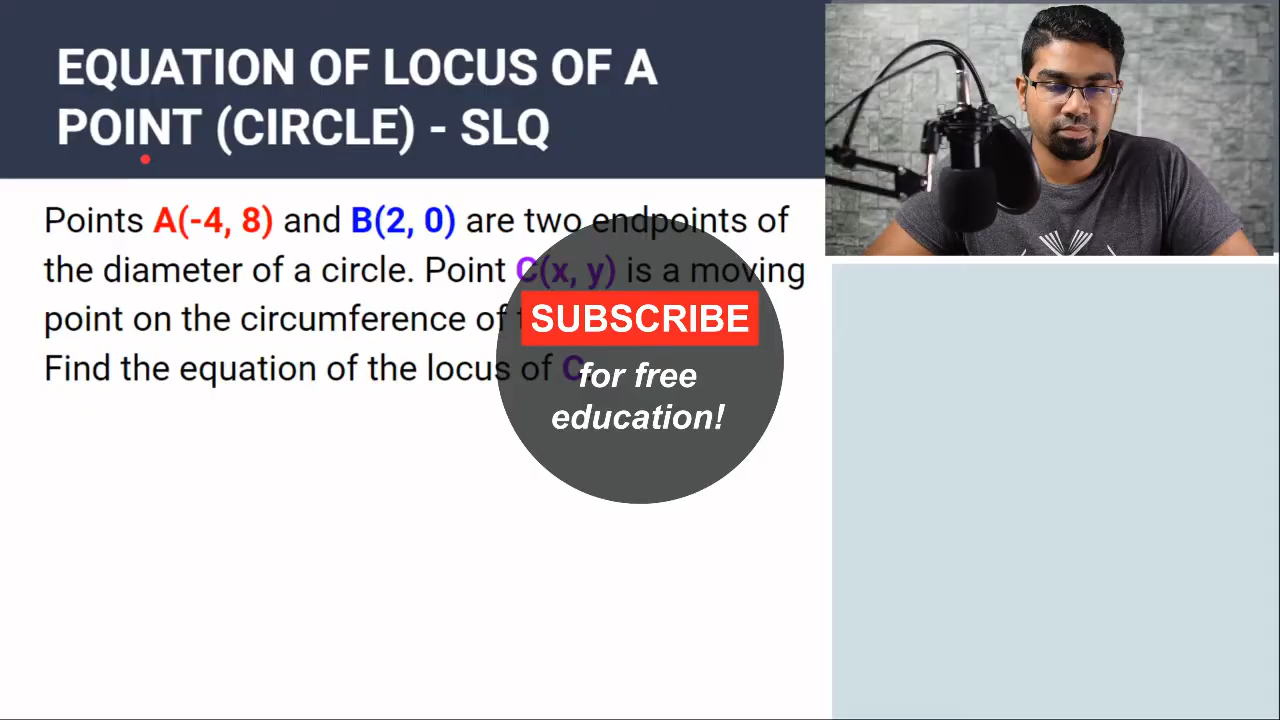 EQUATION OF LOCUS OF A
POINT (CIRCLE) - SLQ
Points A(-4, 8) and B(2, 0) are two endpoints of
the diameter of a circle. Point C(x, y) is a moving
point on the circumference of
Find the equation of the locus of C
SUBSCRIBE
for free
education!